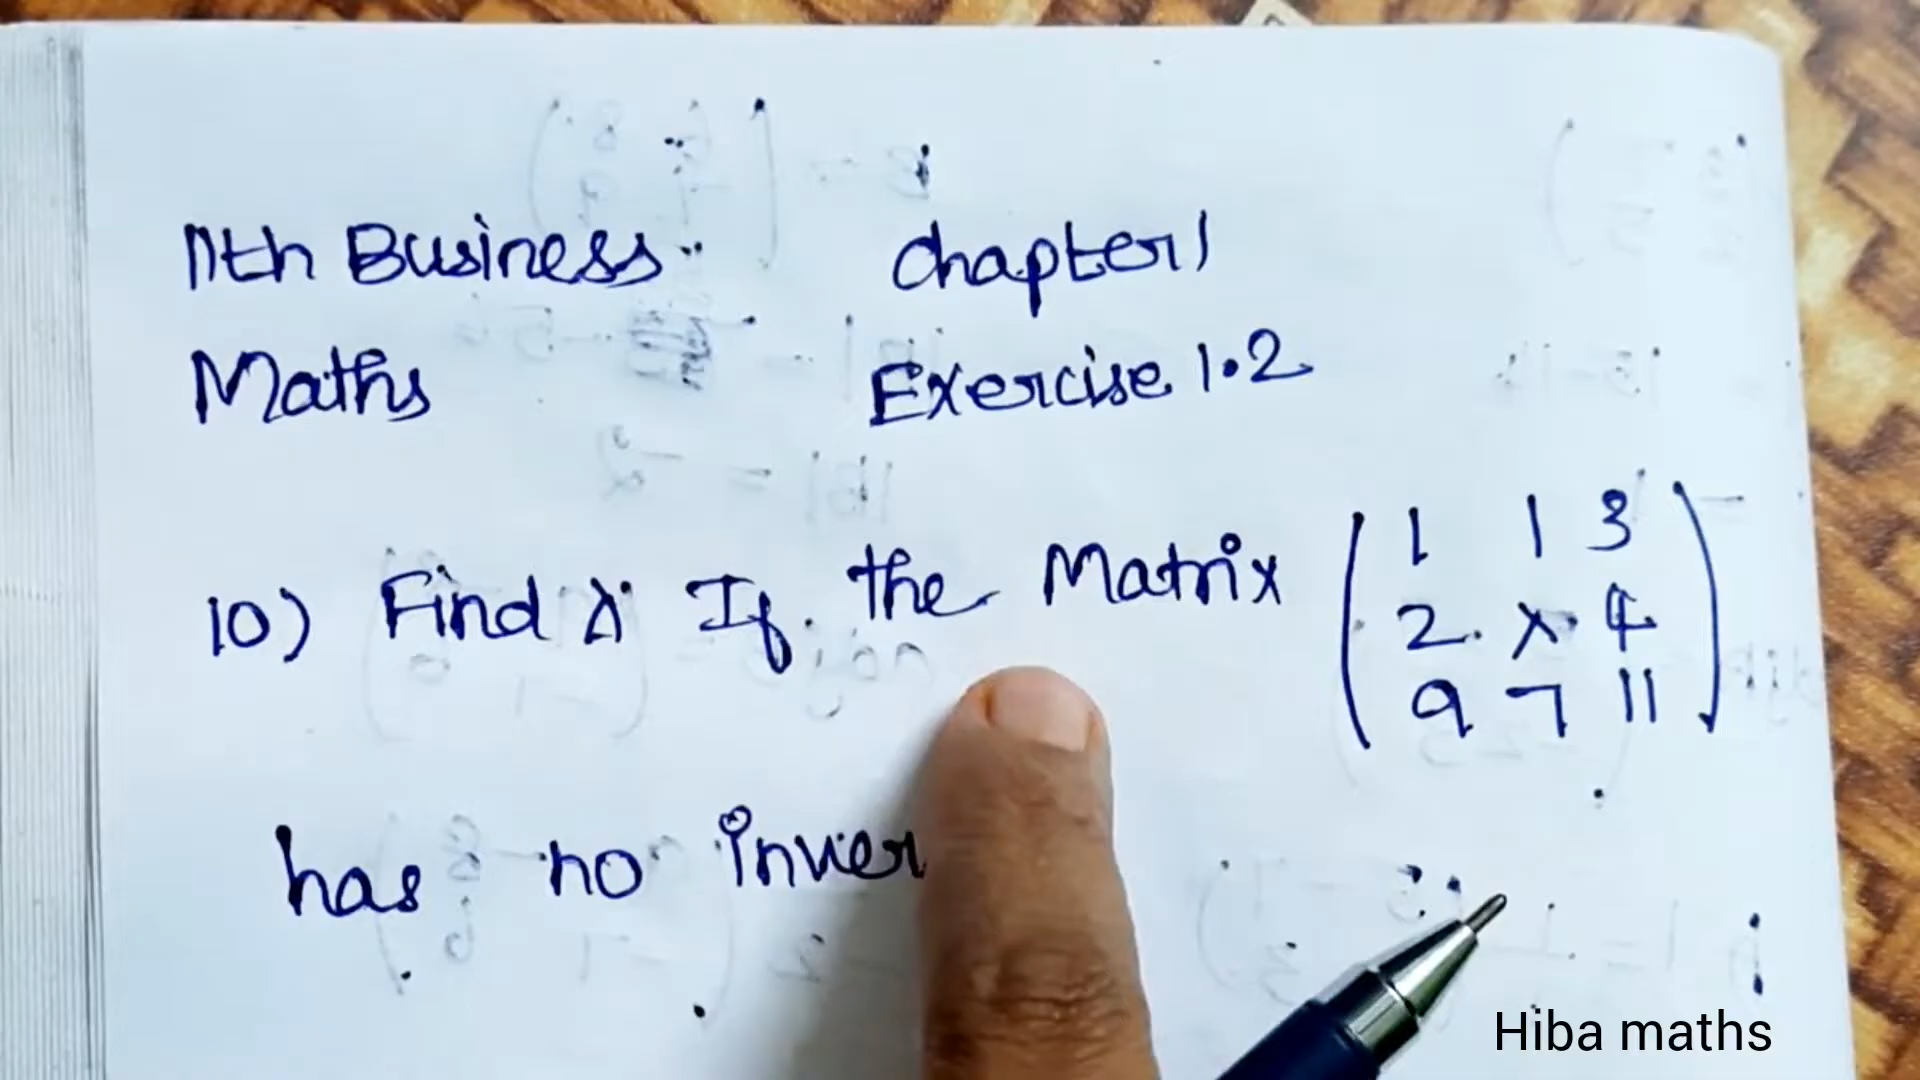 11th Business chapter 1
Maths Exercise 1.2
10) Find λ If the Matrix
1 1 3
2 λ 4
9 7 11
has no inver
Hiba maths